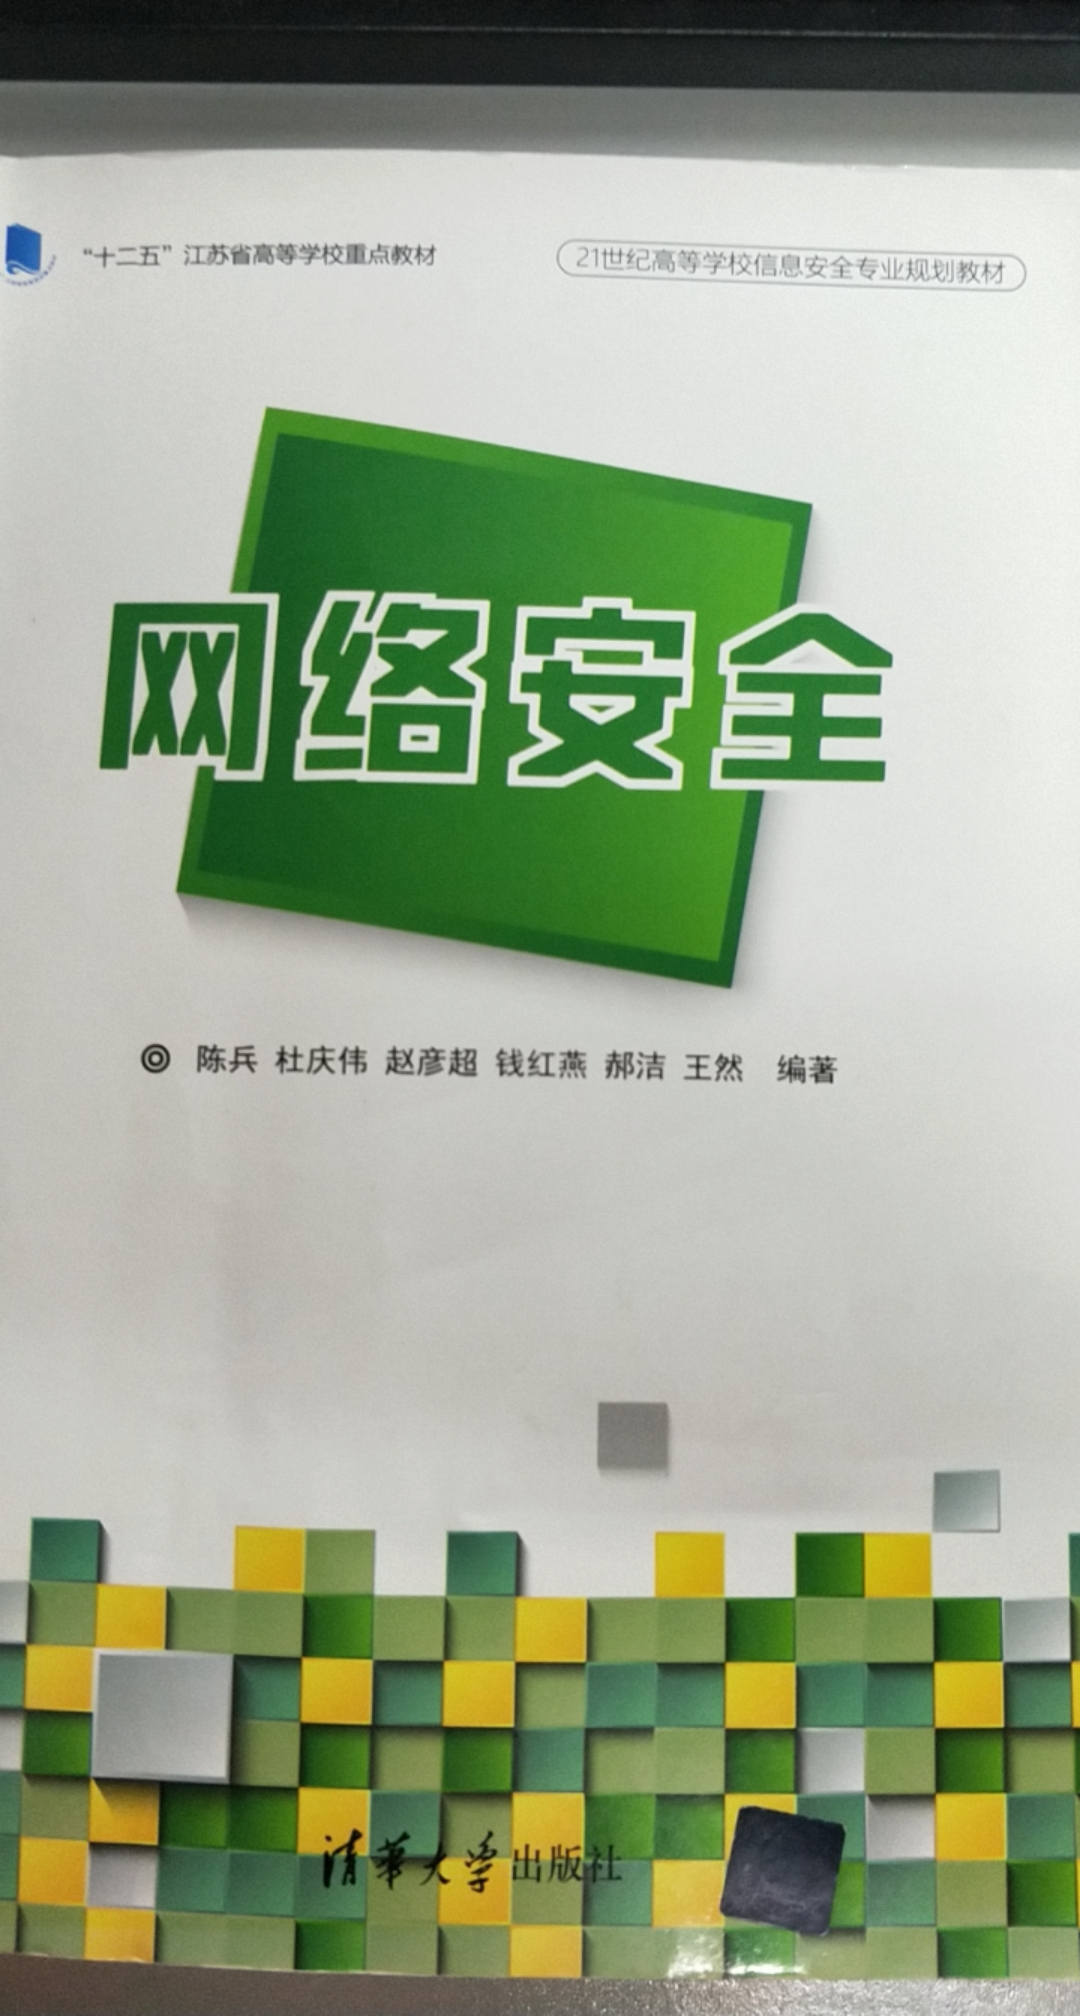 “十二五”江苏省高等学校重点教材
21世纪高等学校信息安全专业规划教材
网络安全
◎ 陈兵 杜庆伟 赵彦超 钱红燕 郝洁 王然 编著
清华大学出版社